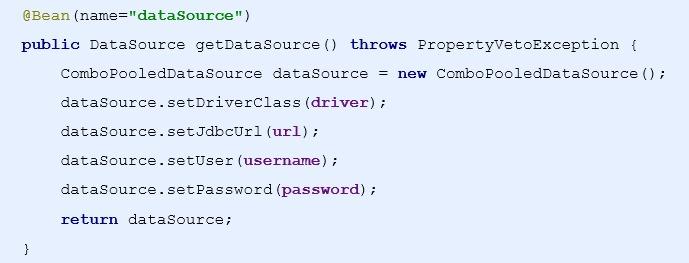 @Bean(name="dataSource")
public DataSource getDataSource() throws PropertyVetoException {
    ComboPooledDataSource dataSource = new ComboPooledDataSource();
    dataSource.setDriverClass(driver);
    dataSource.setJdbcUrl(url);
    dataSource.setUser(username);
    dataSource.setPassword(password);
    return dataSource;
}